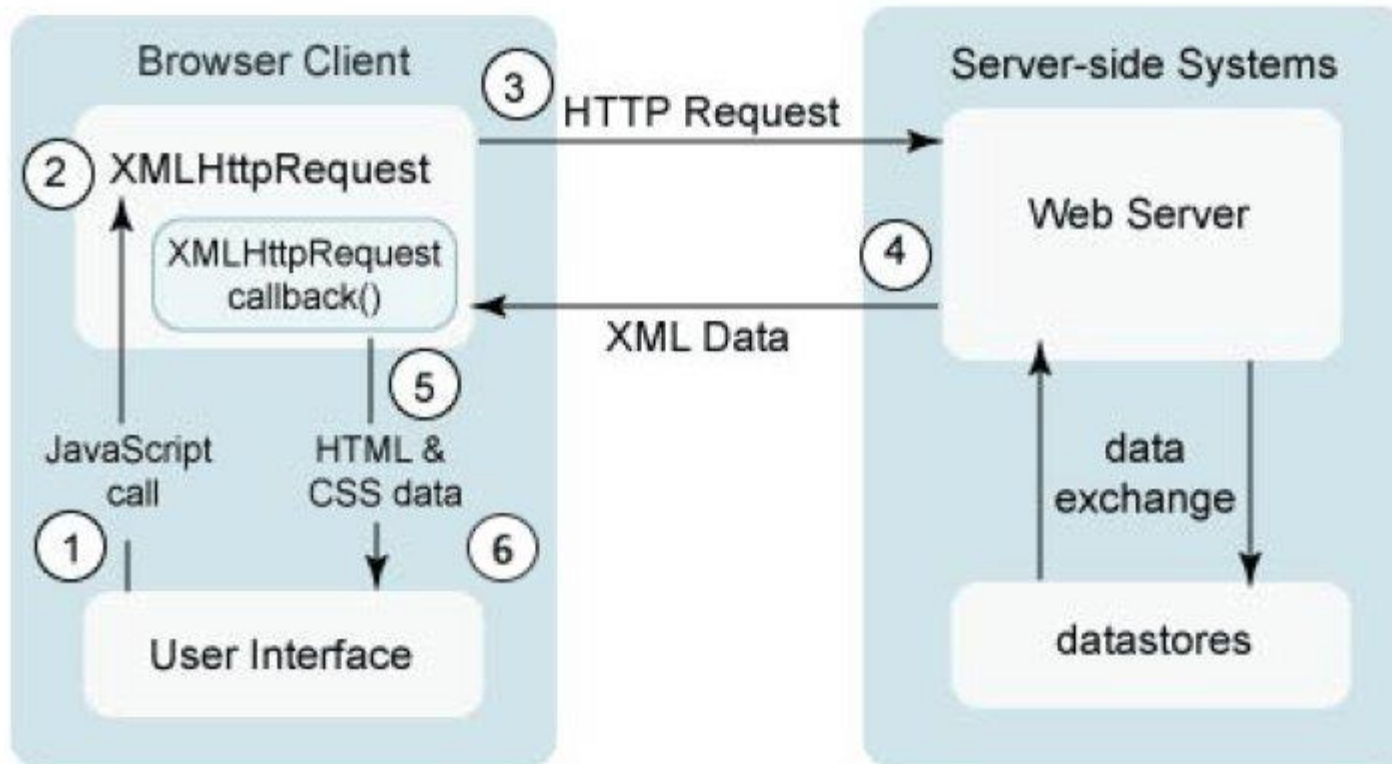 Browser Client
3
HTTP Request
2
XMLHttpRequest
XMLHttpRequest
callback()
5
JavaScript
call
HTML &
CSS data
1
6
User Interface
Server-side Systems
Web Server
4
XML Data
data
exchange
datastores